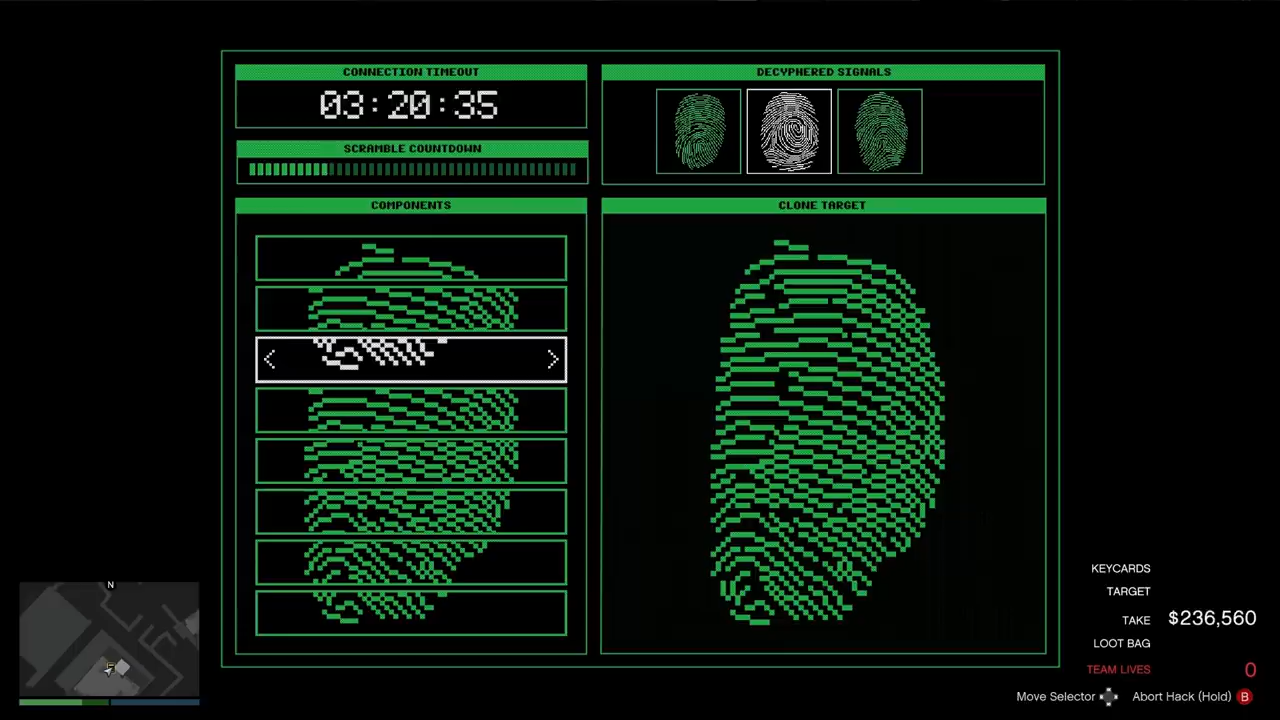 CONNECTION TIMEOUT
03:20:35
DECYPHERED SIGNALS
SCRAMBLE COUNTDOWN
COMPONENTS
CLONE TARGET
N
KEYCARDS
TARGET
TAKE $236,560
LOOT BAG
TEAM LIVES 0
Move Selector Abort Hack (Hold) B